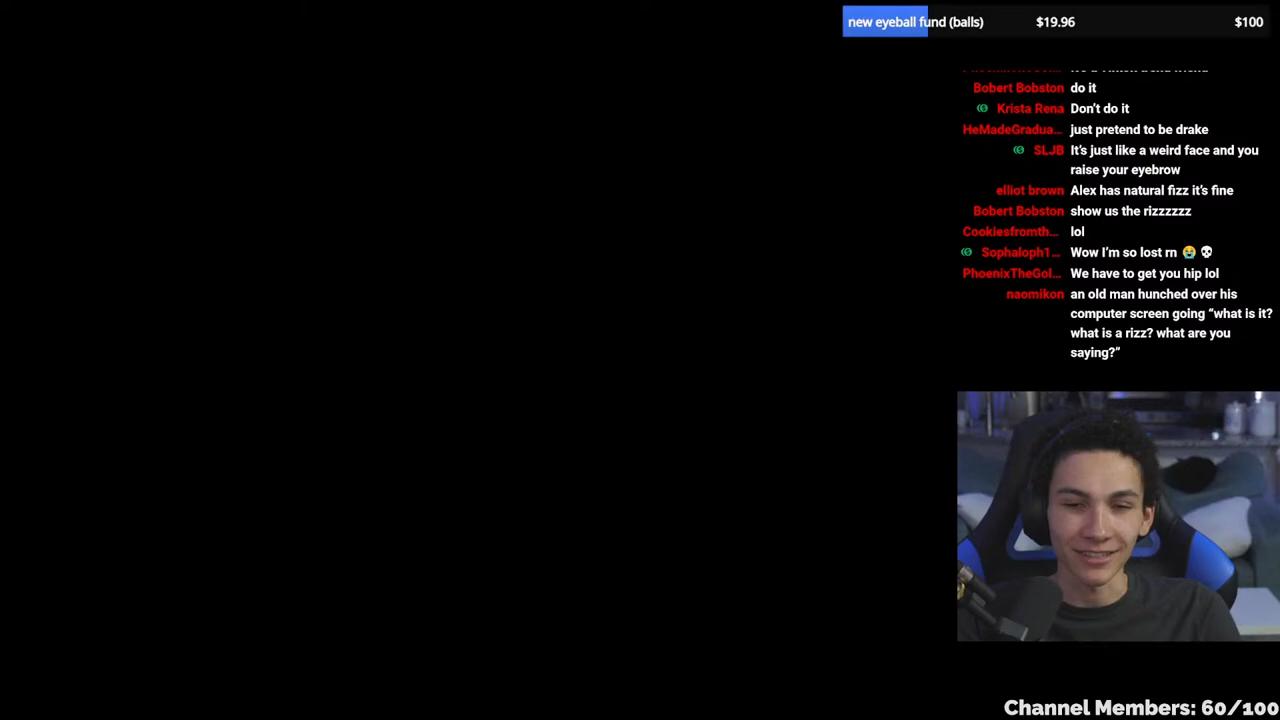 new eyeball fund (balls) $19.96 $100
Bobert Bobston do it
Krista Rena Don't do it
HeMadeGradua… just pretend to be drake
SLJB It's just like a weird face and you
raise your eyebrow
elliot brown Alex has natural fizz it's fine
Bobert Bobston show us the rizzzzzz
Cookiesfromth… lol
Sophaloph1… Wow I'm so lost rn 😭 💀
PhoenixTheGol… We have to get you hip lol
naomikon an old man hunched over his
computer screen going “what is it?
what is a rizz? what are you
saying?”
Channel Members: 60/100